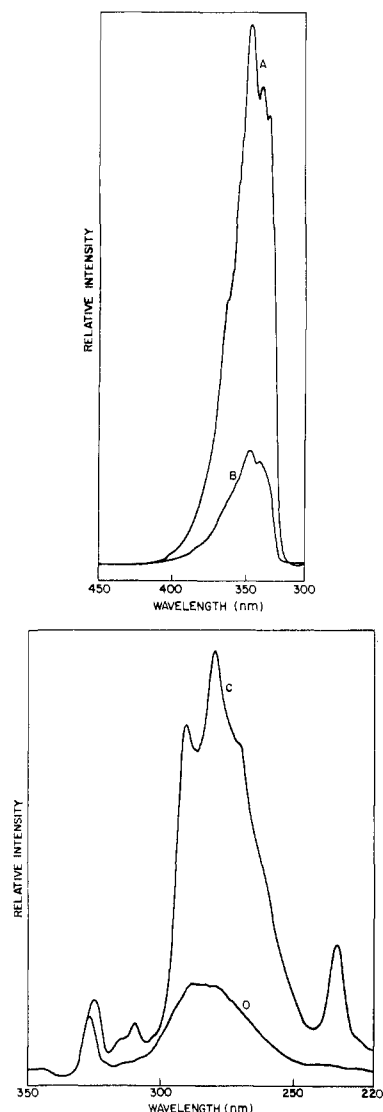 RELATIVE INTENSITY
A
B
450 400 350 300
WAVELENGTH (nm)
RELATIVE INTENSITY
C
D
350 300 250 220
WAVELENGTH (nm)